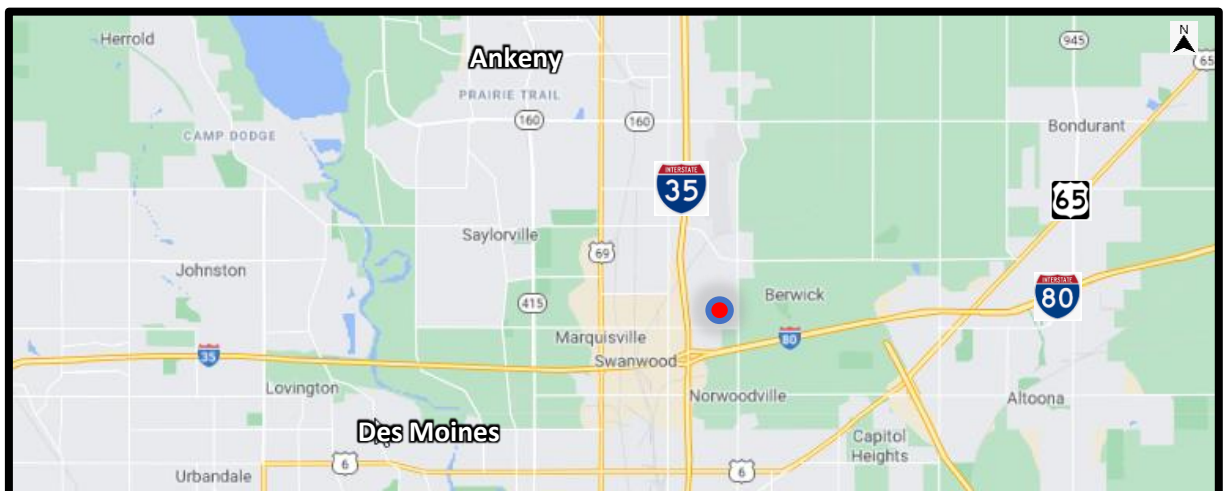 Herrold
Ankeny
945
N
65
PRAIRIE TRAIL
160
160
CAMP DODGE
Bondurant
INTERSTATE
35
65
Saylorville
69
Johnston
415
Berwick
INTERSTATE
80
Marquisville
80
35
Swanwood
Lovington
Norwoodville
Altoona
Des Moines
Capitol
Heights
6
6
Urbandale